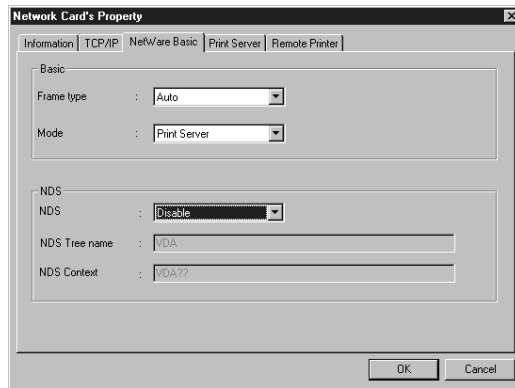 Network Card's Property
Information TCP/IP NetWare Basic Print Server Remote Printer
Basic
Frame type : Auto
Mode : Print Server
NDS
NDS : Disable
NDS Tree name : VDA
NDS Context : VDA??
OK Cancel